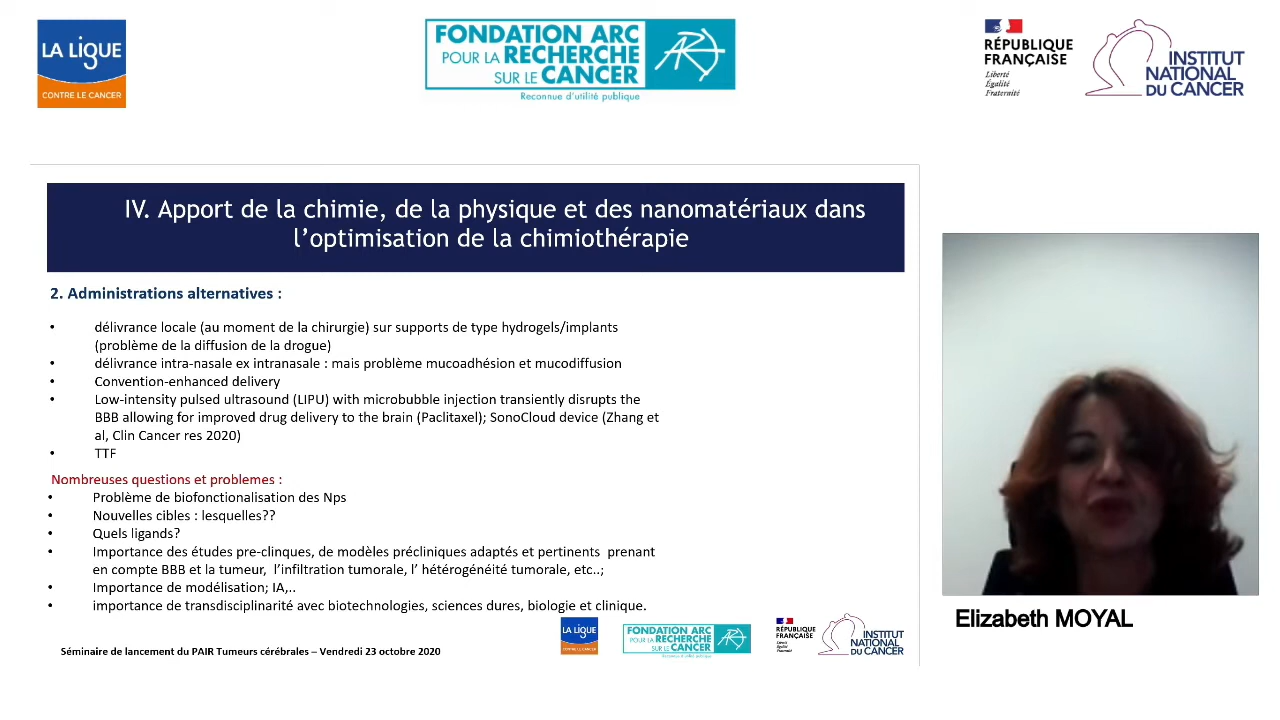 LA LIGUE
CONTRE LE CANCER
FONDATION ARC
POUR LA RECHERCHE
SUR LE CANCER
Reconnue d'utilité publique
RÉPUBLIQUE
FRANÇAISE
Liberté
Égalité
Fraternité
INSTITUT
NATIONAL
DU CANCER
IV. Apport de la chimie, de la physique et des nanomatériaux dans
l'optimisation de la chimiothérapie
2. Administrations alternatives :
• délivrance locale (au moment de la chirurgie) sur supports de type hydrogels/implants
(problème de la diffusion de la drogue)
• délivrance intra-nasale ex intranasale : mais problème mucoadhésion et mucodiffusion
• Convention-enhanced delivery
• Low-intensity pulsed ultrasound (LIPU) with microbubble injection transiently disrupts the
BBB allowing for improved drug delivery to the brain (Paclitaxel); SonoCloud device (Zhang et
al, Clin Cancer res 2020)
• TTF
Nombreuses questions et problemes :
• Problème de biofonctionalisation des Nps
• Nouvelles cibles : lesquelles??
• Quels ligands?
• Importance des études pre-clinques, de modèles précliniques adaptés et pertinents prenant
en compte BBB et la tumeur, l'infiltration tumorale, l' hétérogénéité tumorale, etc..;
• Importance de modélisation; IA,..
• importance de transdisciplinarité avec biotechnologies, sciences dures, biologie et clinique.
Séminaire de lancement du PAIR Tumeurs cérébrales – Vendredi 23 octobre 2020
LA LIGUE
CONTRE LE CANCER
FONDATION ARC
POUR LA RECHERCHE
SUR LE CANCER
RÉPUBLIQUE
FRANÇAISE
INSTITUT
NATIONAL
DU CANCER
Elizabeth MOYAL